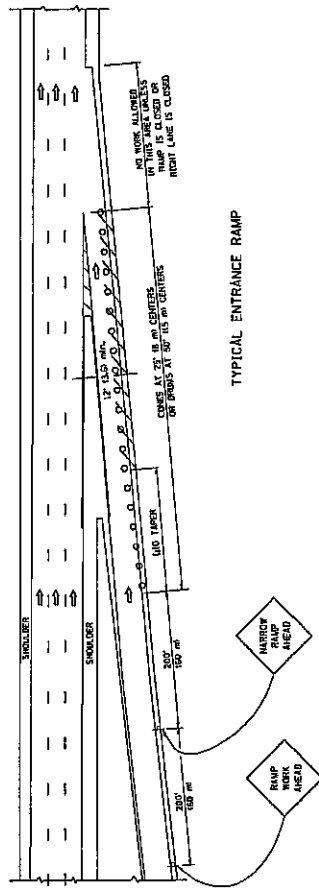 SHOULDER
SHOULDER
12' (3.6) min.
NO WORK ALLOWED
IN THIS AREA UNLESS
RAMP IS CLOSED OR
RIGHT LANE IS CLOSED
CONES AT 25' (8 m) CENTERS
OR DRUMS AT 50' (15 m) CENTERS
TAPER
200'
(60 m)
200'
(60 m)
TYPICAL ENTRANCE RAMP
NARROW
RAMP
AHEAD
RAMP
WORK
AHEAD